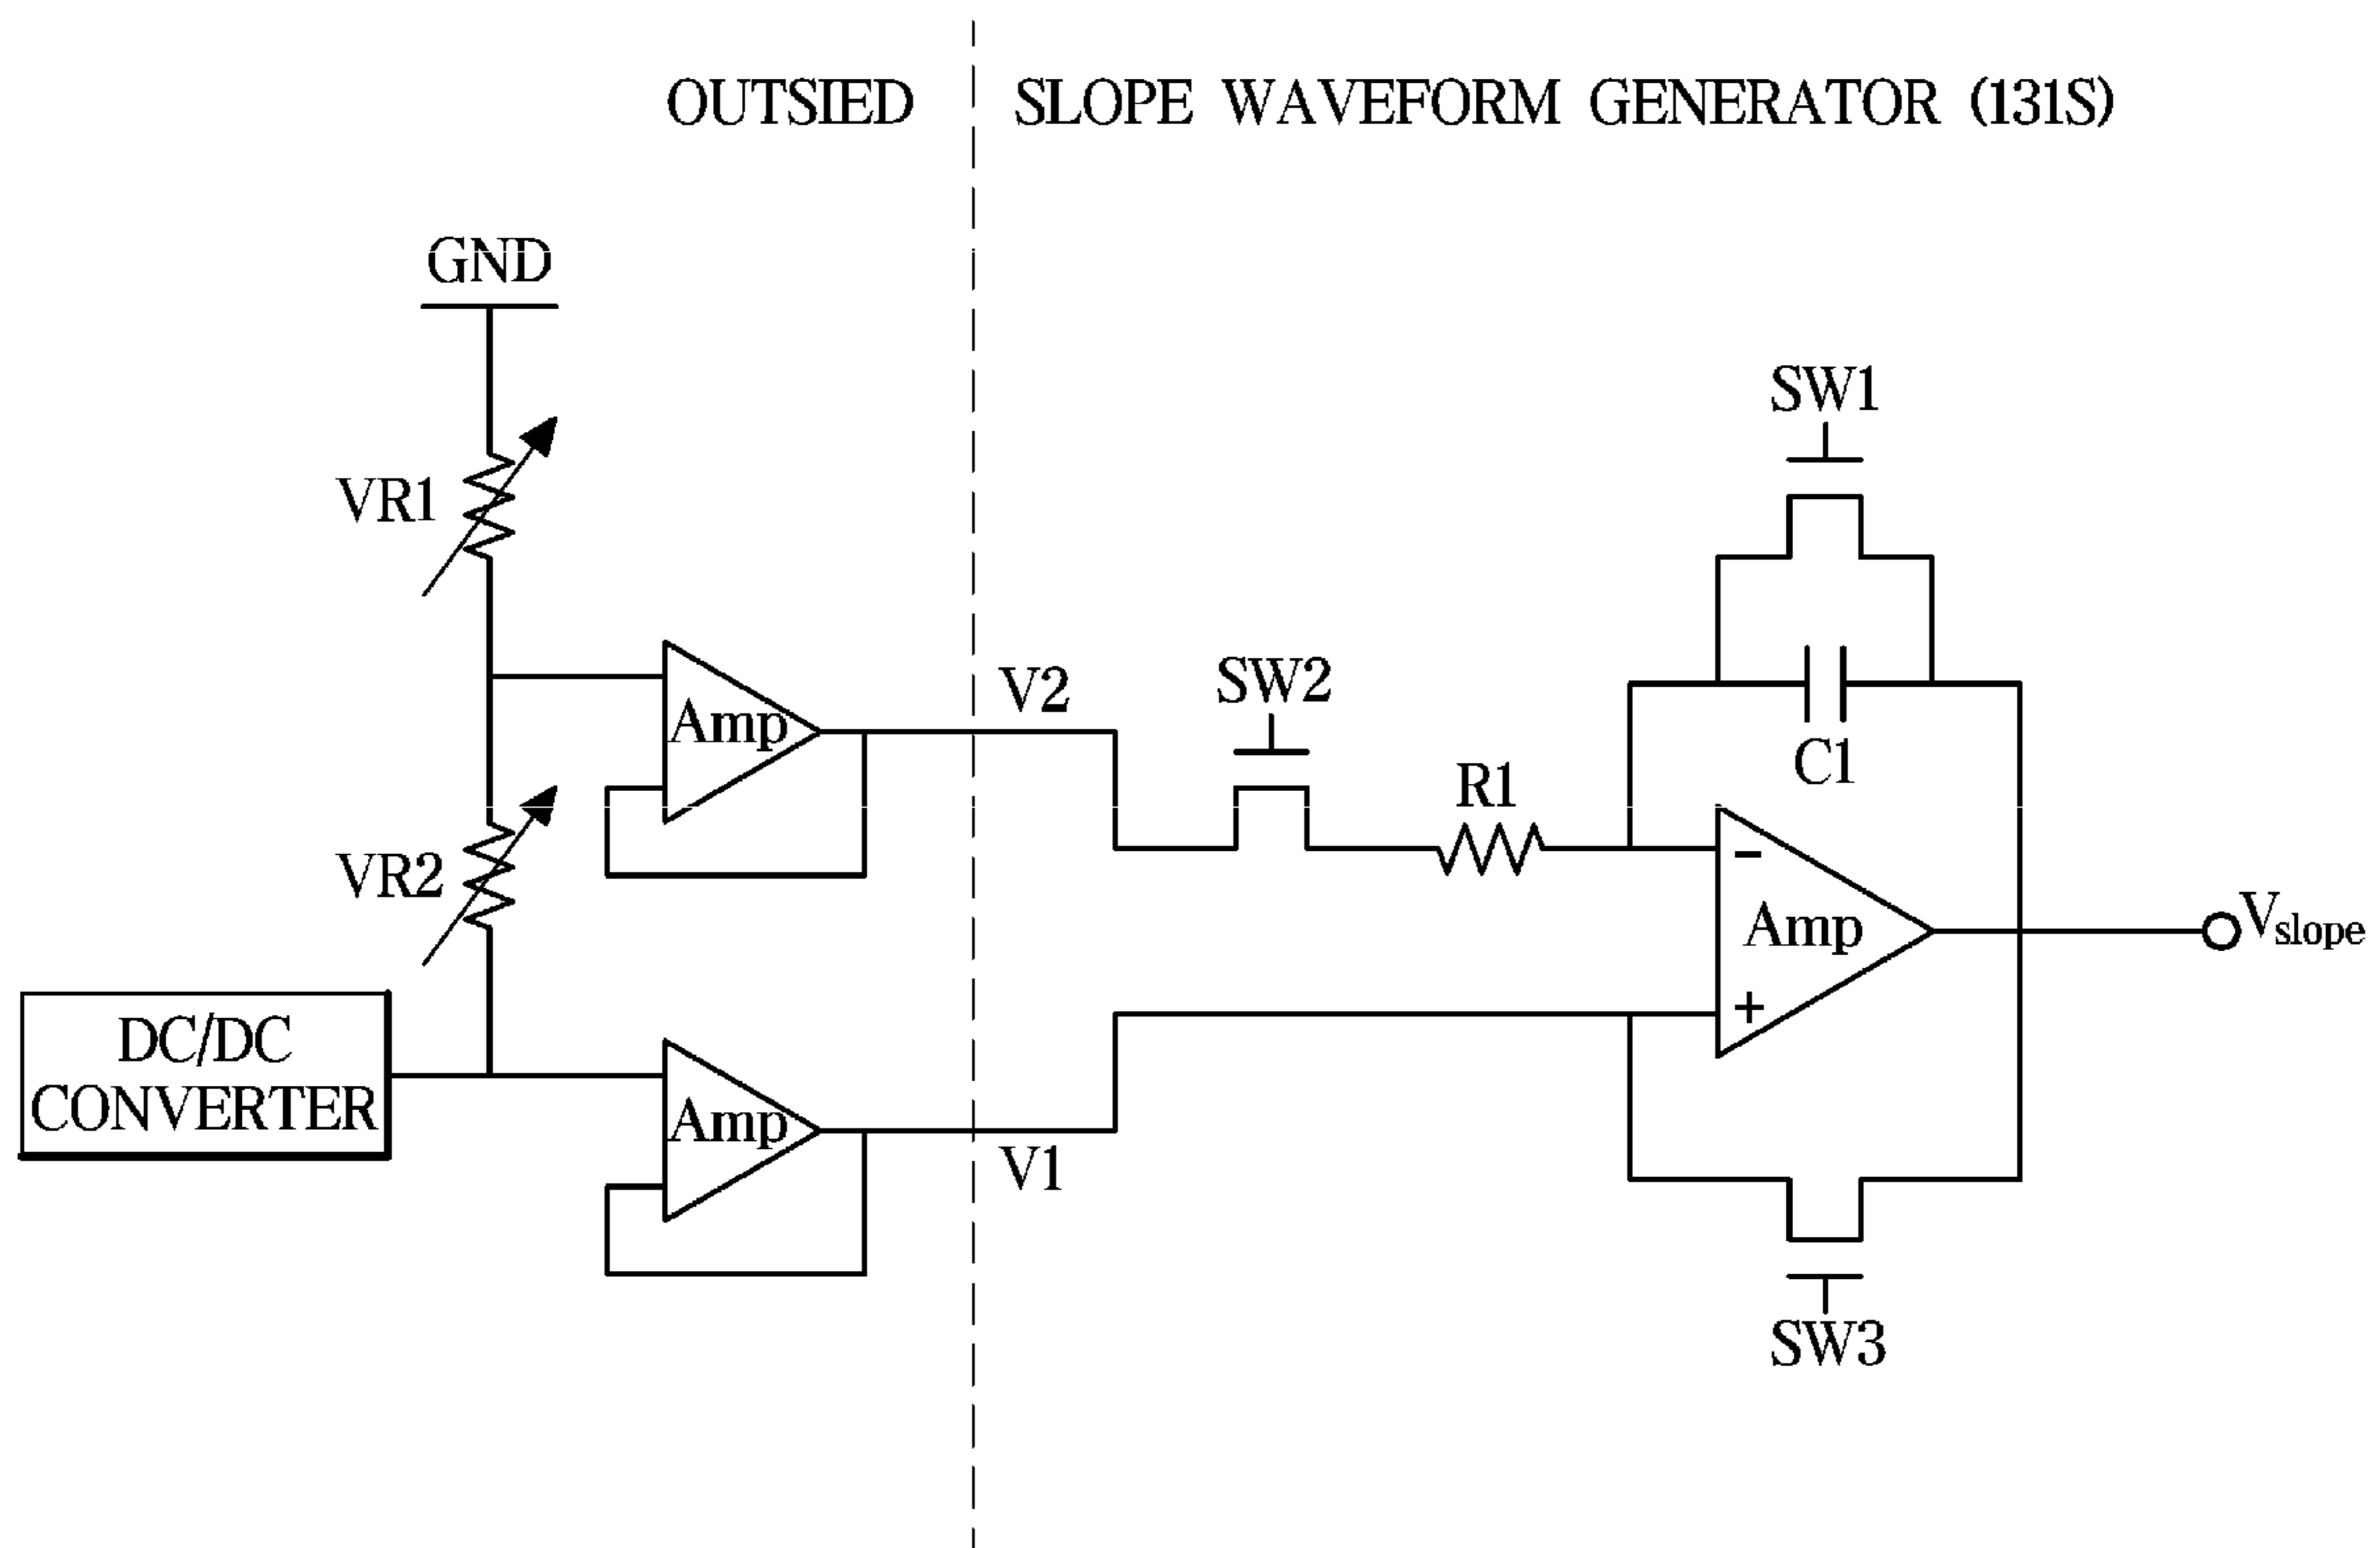 OUTSIED
SLOPE WAVEFORM GENERATOR (131S)
GND
SW1
VR1
V2
SW2
Amp
C1
R1
VR2
-
Amp
Vslope
+
DC/DC
CONVERTER
Amp
V1
SW3